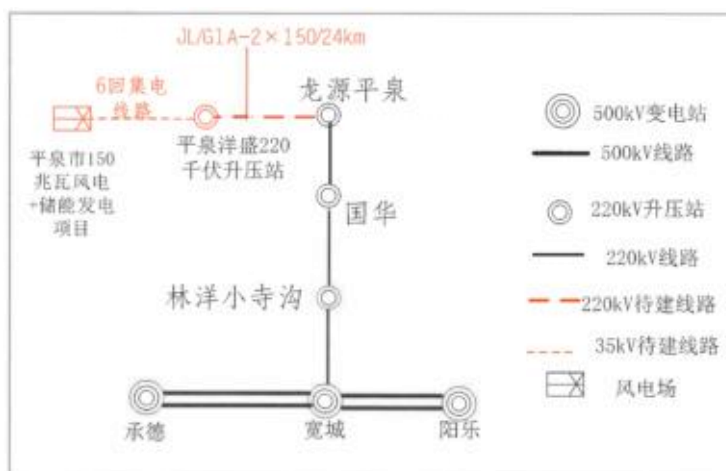 JL/G1A-2×150/24km
6回集电
线路
龙源平泉
平泉市150
兆瓦风电
+储能发电
项目
平泉洋盛220
千伏升压站
国华
林洋小寺沟
承德
宽城
阳乐
500kV变电站
500kV线路
220kV升压站
220kV线路
220kV待建线路
35kV待建线路
风电场